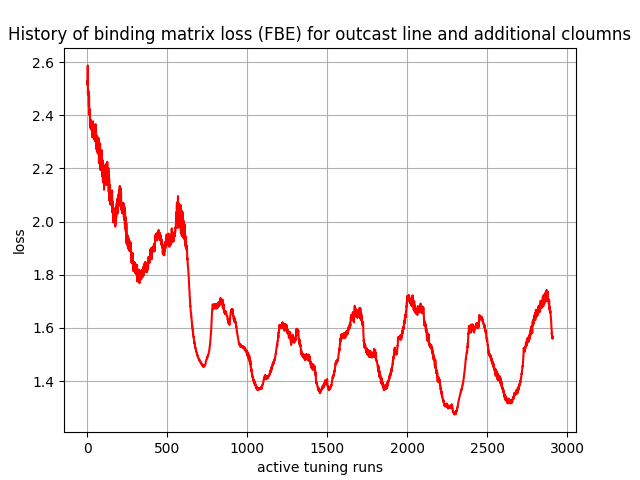 History of binding matrix loss (FBE) for outcast line and additional cloumns
2.6
2.4
2.2
2.0
1.8
1.6
1.4
loss
0 500 1000 1500 2000 2500 3000
active tuning runs